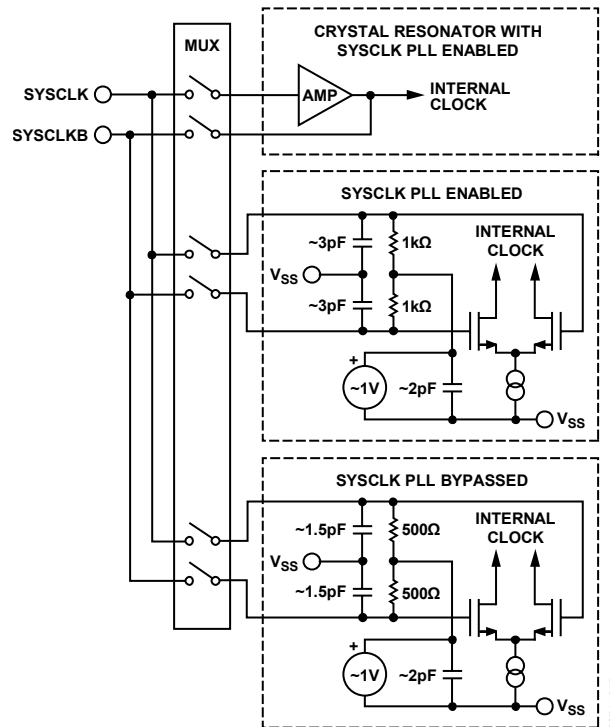 MUX
CRYSTAL RESONATOR WITH
SYSCLK PLL ENABLED
SYSCLK
SYSCLKB
AMP
INTERNAL
CLOCK
SYSCLK PLL ENABLED
~3pF
1kΩ
INTERNAL
CLOCK
VSS
~3pF
1kΩ
+
~1V
~2pF
VSS
SYSCLK PLL BYPASSED
~1.5pF
500Ω
INTERNAL
CLOCK
VSS
~1.5pF
500Ω
+
~1V
~2pF
VSS